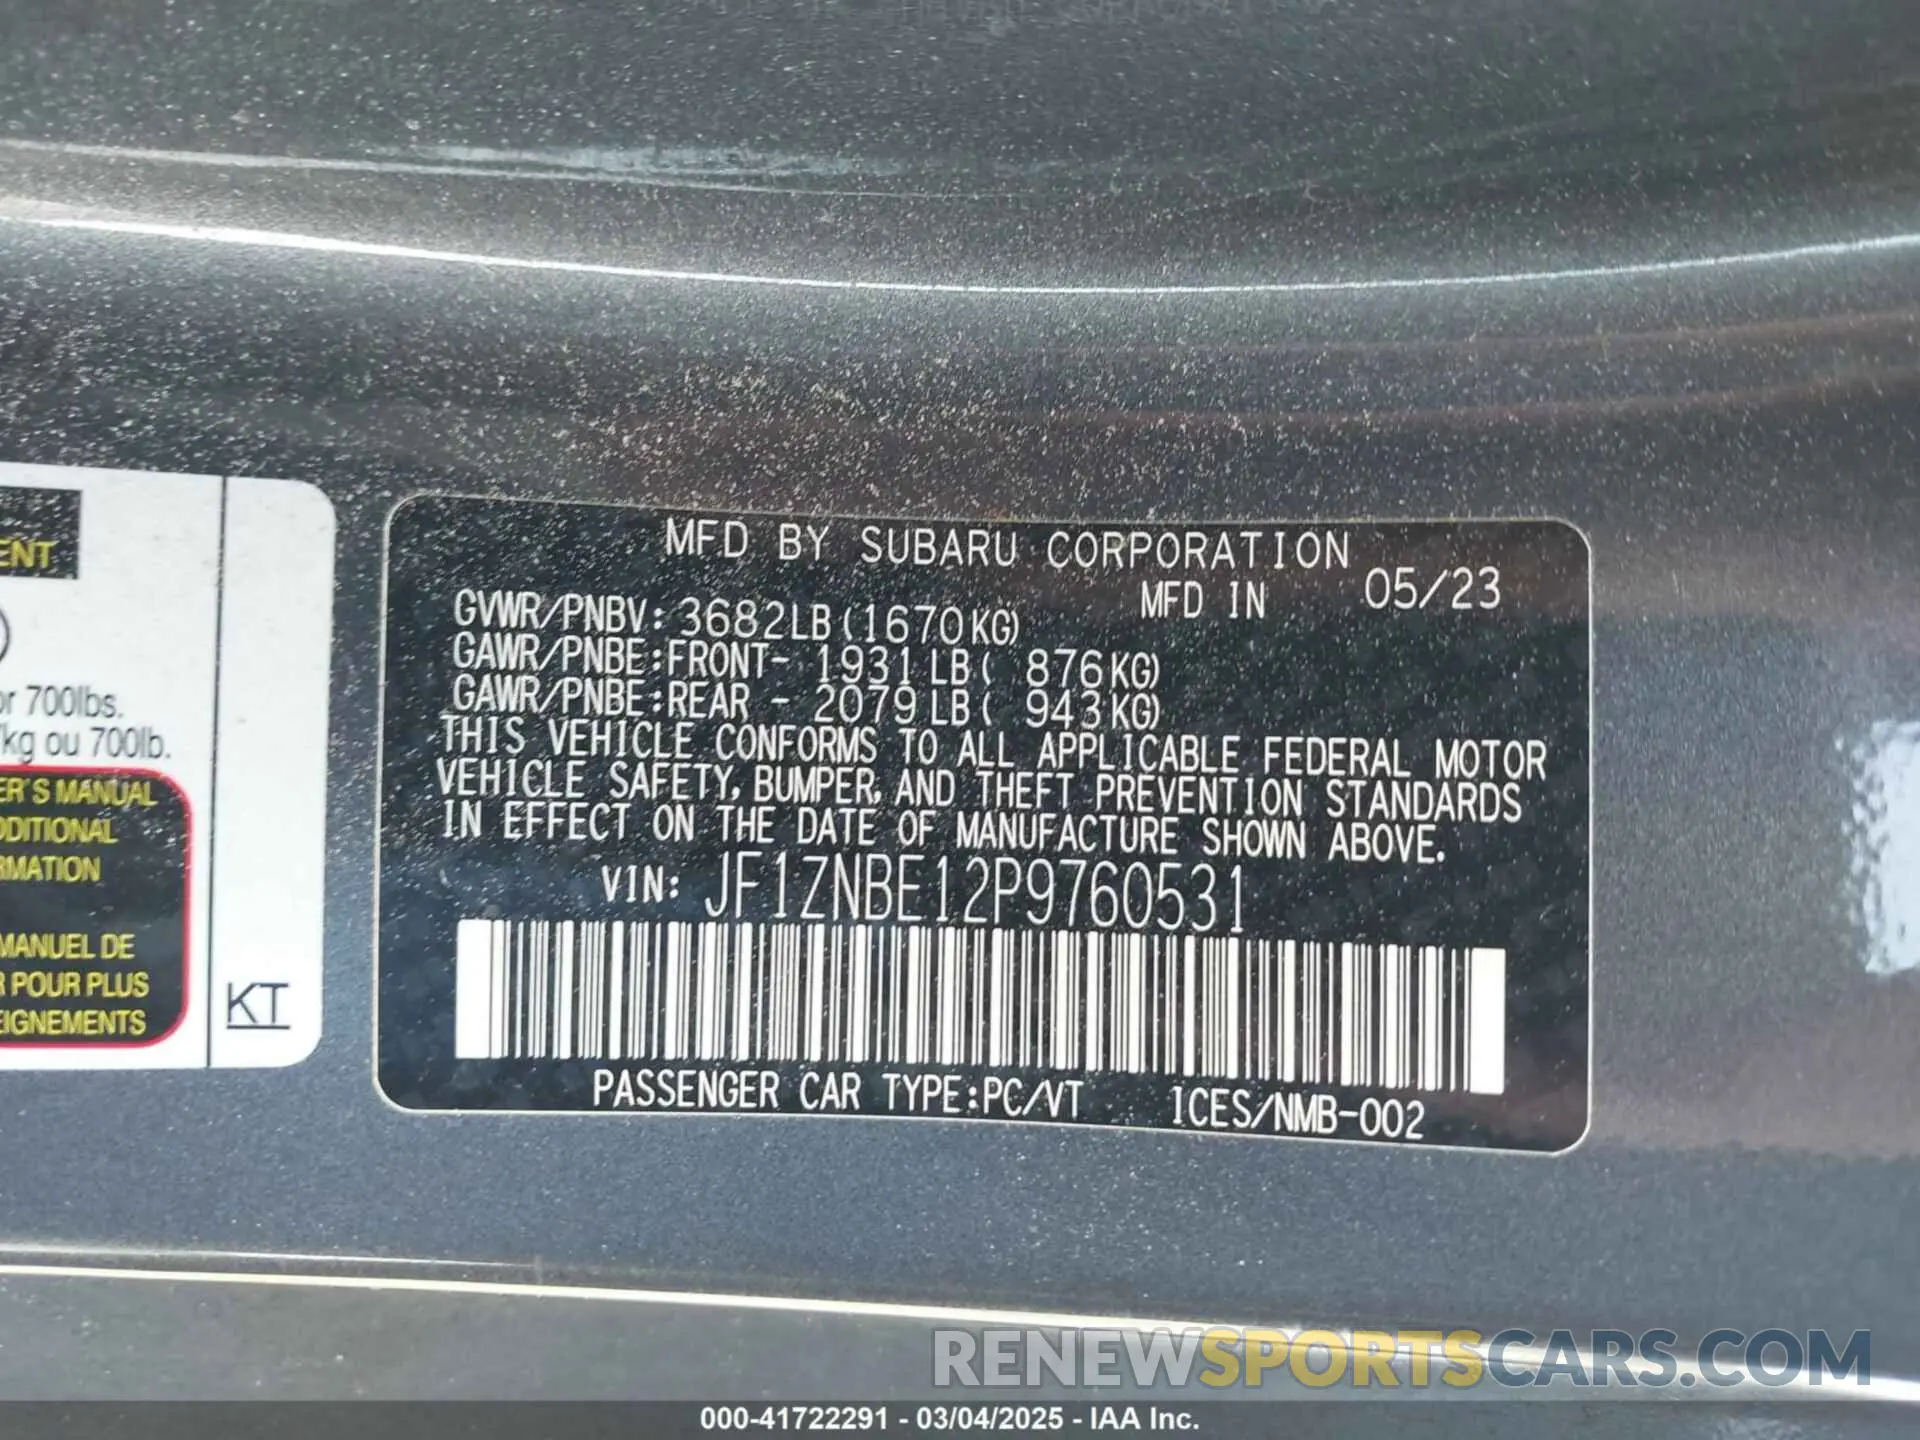 MFD BY SUBARU CORPORATION
MFD IN 05/23
GVWR/PNBV: 3682LB(1670KG)
GAWR/PNBE:FRONT- 1931LB( 876KG)
GAWR/PNBE:REAR - 2079LB( 943KG)
THIS VEHICLE CONFORMS TO ALL APPLICABLE FEDERAL MOTOR
VEHICLE SAFETY, BUMPER, AND THEFT PREVENTION STANDARDS
IN EFFECT ON THE DATE OF MANUFACTURE SHOWN ABOVE.
VIN: JF1ZNBE12P9760531
PASSENGER CAR TYPE:PC/VT ICES/NMB-002
ENT
or 700lbs.
/kg ou 700lb.
ER'S MANUAL
DDITIONAL
RMATION
MANUEL DE
R POUR PLUS
EIGNEMENTS
KT
RENEWSPORTSCARS.COM
000-41722291 - 03/04/2025 - IAA Inc.